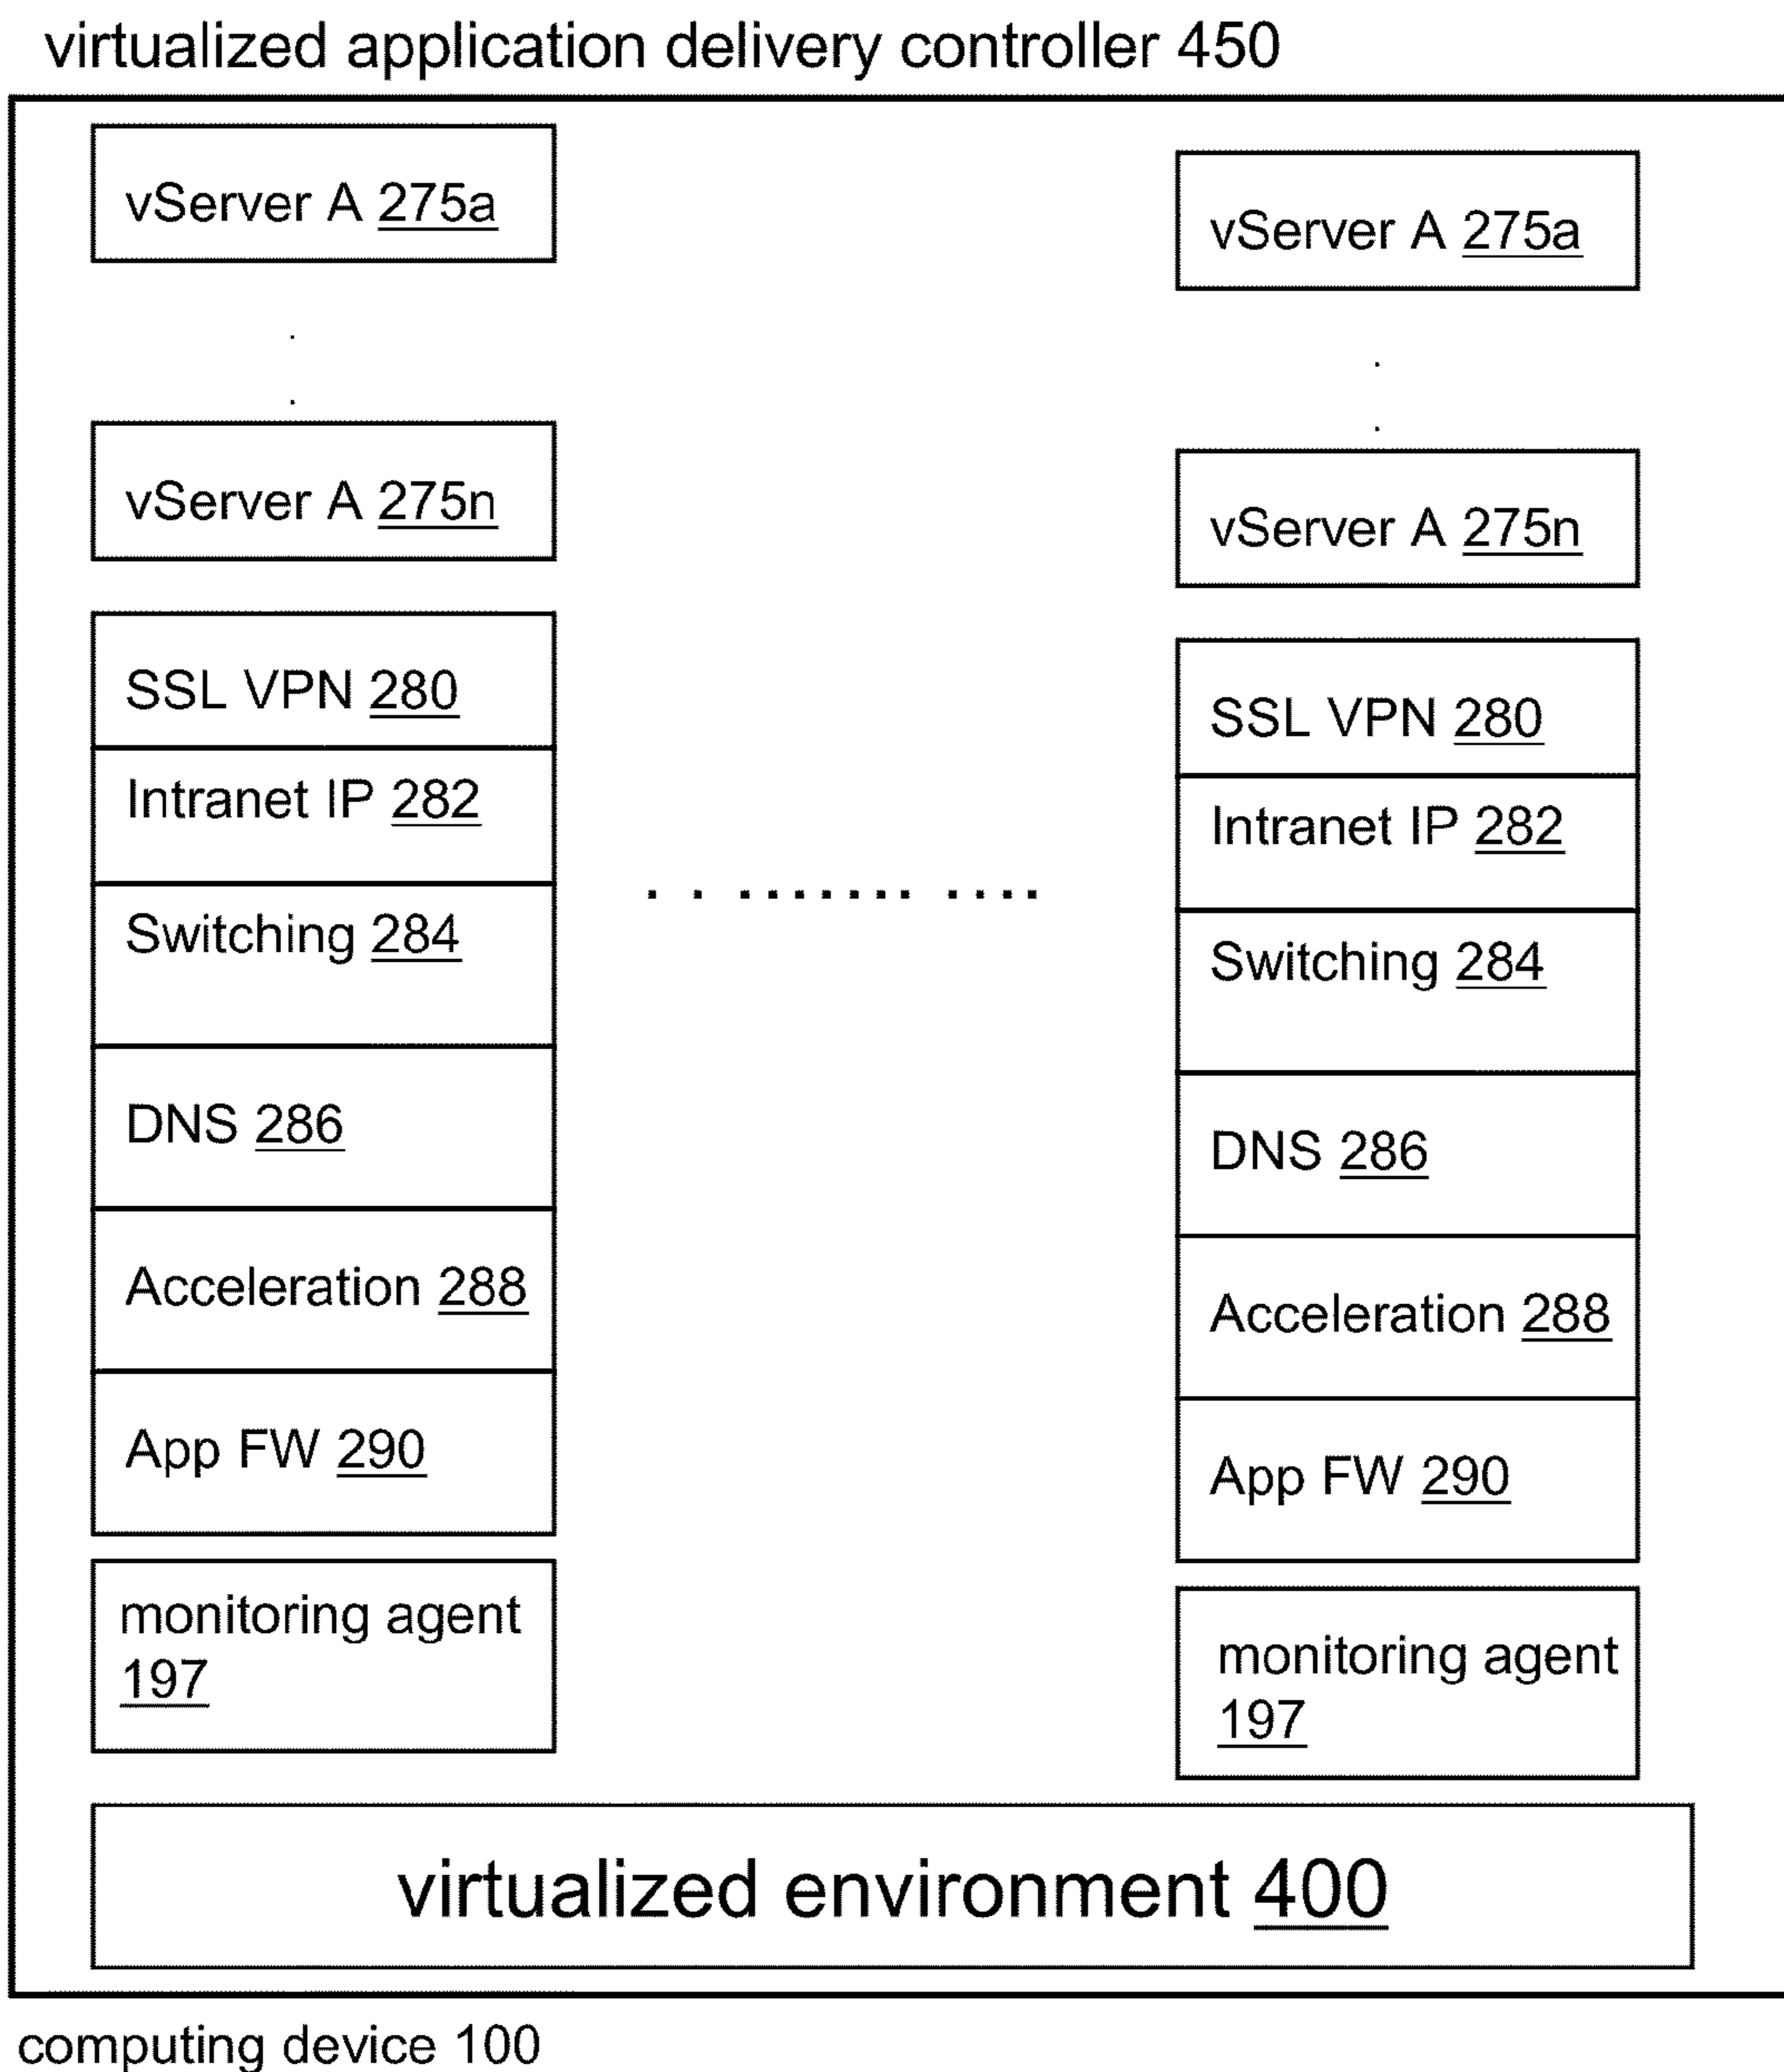 virtualized application delivery controller 450
vServer A 275a
vServer A 275n
SSL VPN 280
Intranet IP 282
Switching 284
DNS 286
Acceleration 288
App FW 290
monitoring agent
197
vServer A 275a
vServer A 275n
SSL VPN 280
Intranet IP 282
Switching 284
DNS 286
Acceleration 288
App FW 290
monitoring agent
197
virtualized environment 400
computing device 100